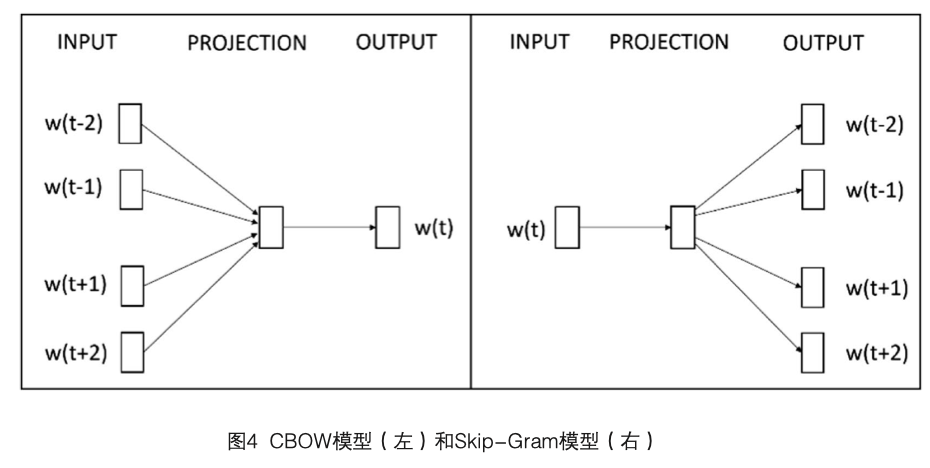 INPUT PROJECTION OUTPUT
w(t-2)
w(t-1)
w(t)
w(t+1)
w(t+2)
INPUT PROJECTION OUTPUT
w(t)
w(t-2)
w(t-1)
w(t+1)
w(t+2)
图4 CBOW模型（左）和Skip-Gram模型（右）